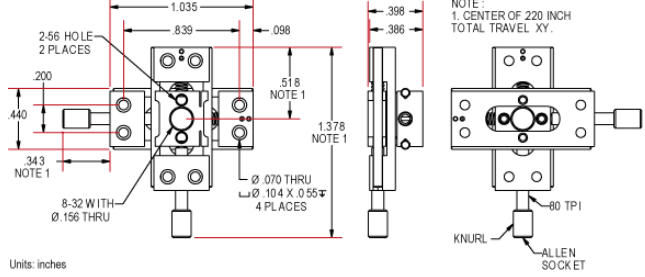 1.035
.839
.098
2-56 HOLE
2 PLACES
.200
.440
.343
NOTE 1
8-32 WITH
Ø.156 THRU
.518
NOTE 1
1.378
NOTE 1
Ø .070 THRU
⌴Ø .104 X .055↧
4 PLACES
.398
.386
NOTE :
1. CENTER OF .220 INCH
TOTAL TRAVEL XY.
80 TPI
KNURL
ALLEN
SOCKET
Units: inches